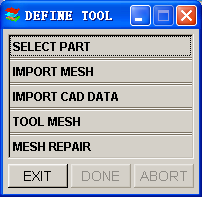 DEFINE TOOL
SELECT PART
IMPORT MESH
IMPORT CAD DATA
TOOL MESH
MESH REPAIR
EXIT DONE ABORT